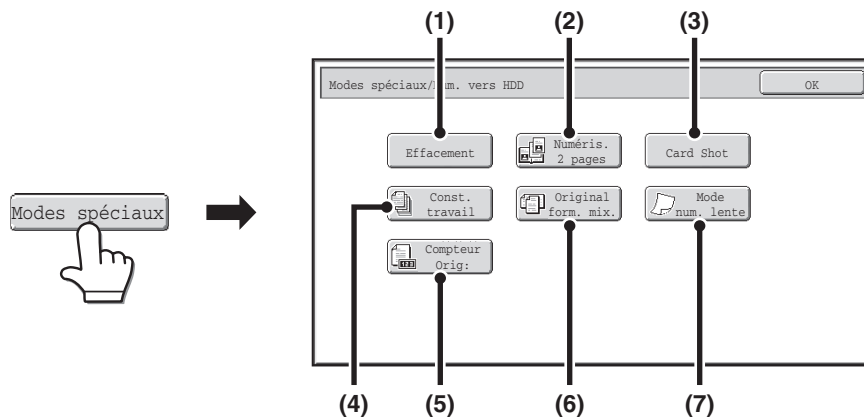 (1)
(2)
(3)
Modes spéciaux/Num. vers HDD
OK
Effacement
Numéris.
2 pages
Card Shot
Modes spéciaux
Const.
travail
Original
form. mix.
Mode
num. lente
Compteur
Orig:
(4)
(5)
(6)
(7)